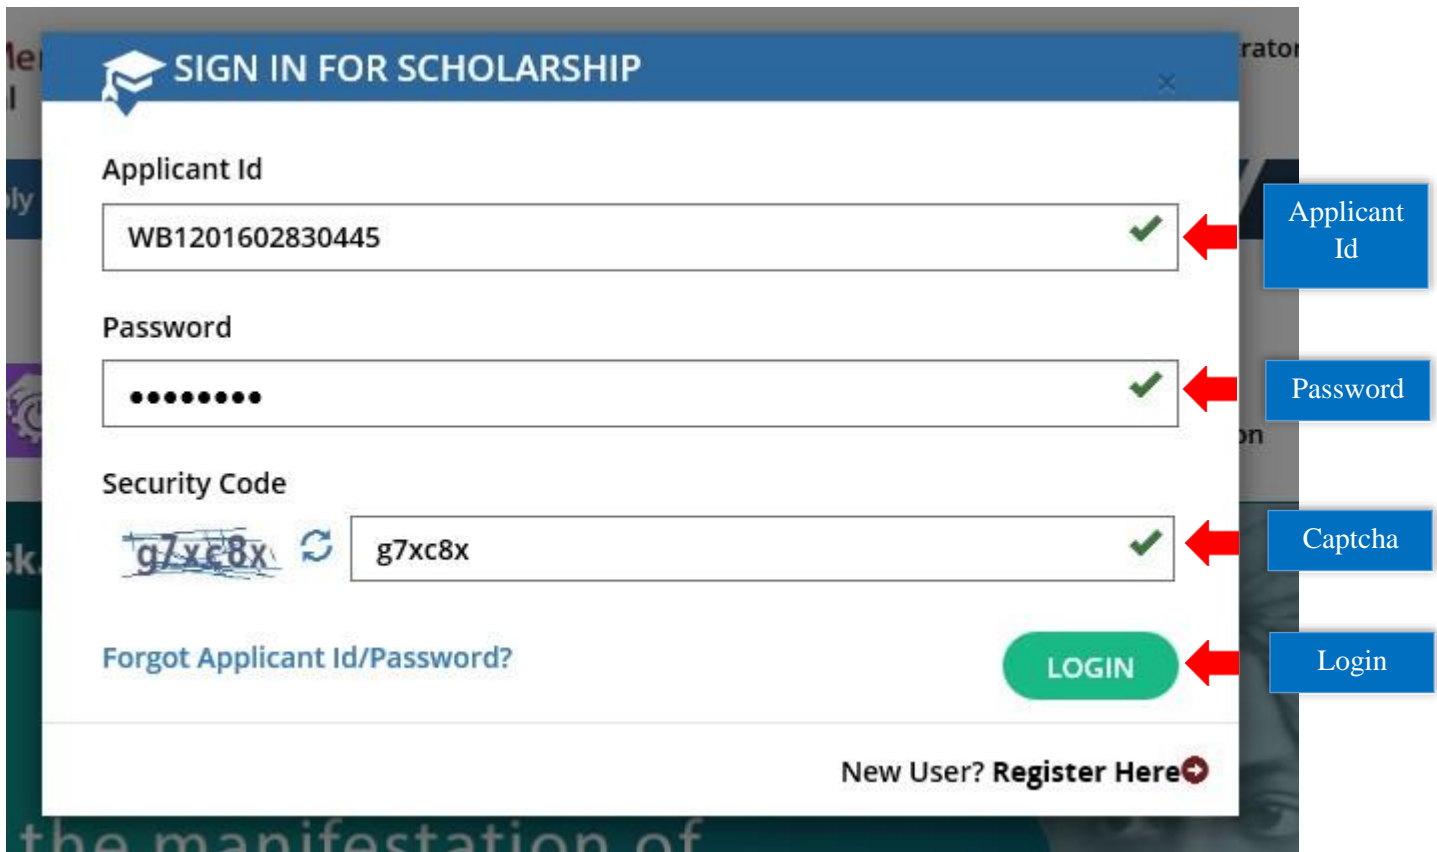 SIGN IN FOR SCHOLARSHIP
×
Applicant Id
WB1201602830445
Applicant
Id
Password
••••••••
Password
Security Code
g7xc8x
g7xc8x
Captcha
Forgot Applicant Id/Password?
LOGIN
Login
New User? Register Here
the manifestation of